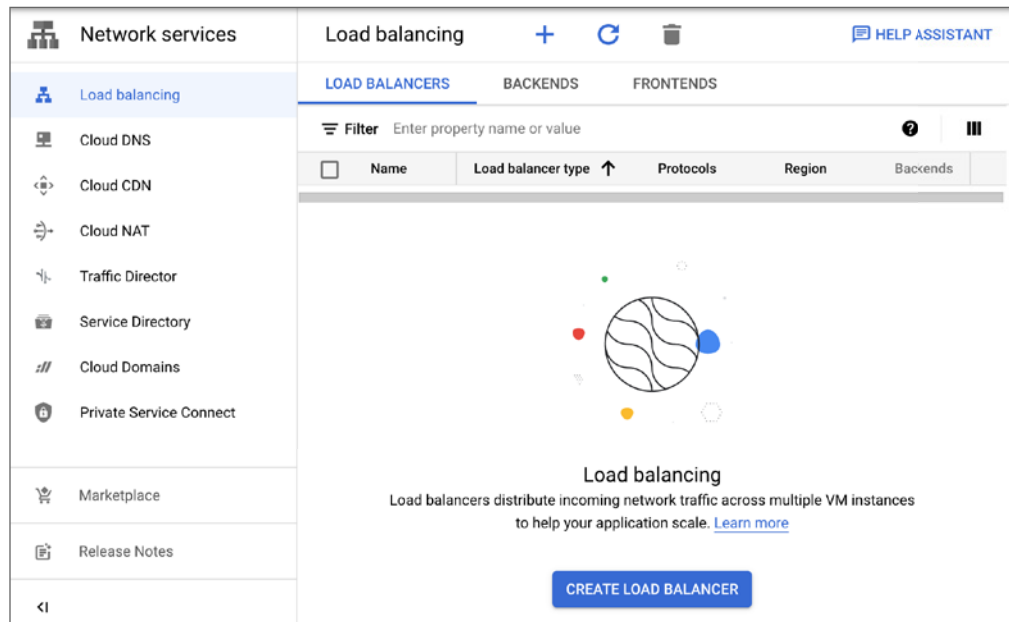 Network services
Load balancing
HELP ASSISTANT
Load balancing
Cloud DNS
Cloud CDN
Cloud NAT
Traffic Director
Service Directory
Cloud Domains
Private Service Connect
Marketplace
Release Notes
LOAD BALANCERS BACKENDS FRONTENDS
Filter Enter property name or value
Name Load balancer type Protocols Region Backends
Load balancing
Load balancers distribute incoming network traffic across multiple VM instances
to help your application scale. Learn more
CREATE LOAD BALANCER